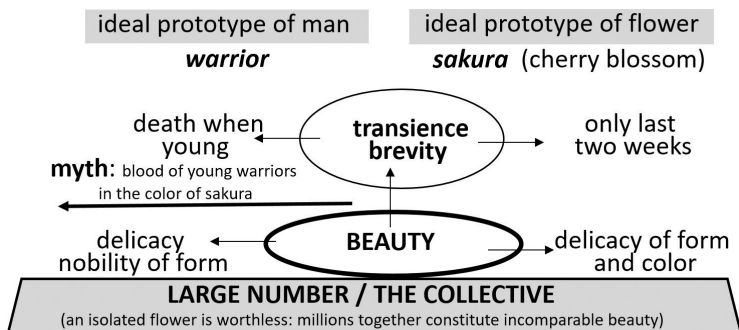 ideal prototype of man
warrior
ideal prototype of flower
sakura (cherry blossom)
death when
young
transience
brevity
only last
two weeks
myth: blood of young warriors
in the color of sakura
delicacy
nobility of form
BEAUTY
delicacy of form
and color
LARGE NUMBER / THE COLLECTIVE
(an isolated flower is worthless: millions together constitute incomparable beauty)